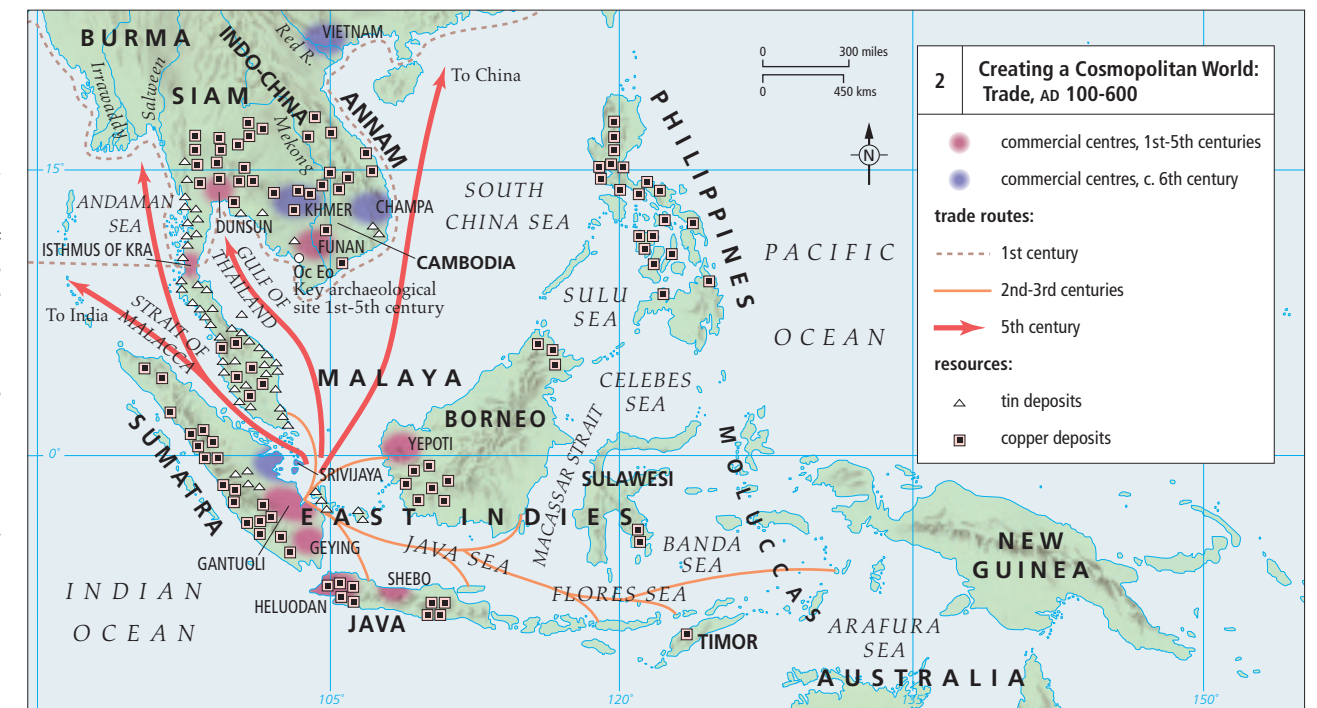 BURMA
Irrawaddy
Salween
SIAM
INDO-CHINA
Red R.
VIETNAM
Mekong
ANNAM
To China
0 300 miles
0 450 kms
N
2
Creating a Cosmopolitan World:
Trade, AD 100-600
commercial centres, 1st-5th centuries
commercial centres, c. 6th century
trade routes:
1st century
2nd-3rd centuries
5th century
resources:
tin deposits
copper deposits
PHILIPPINES
15°
ANDAMAN
SEA
ISTHMUS OF KRA
DUNSUN
KHMER
CHAMPA
FUNAN
CAMBODIA
Oc Eo
Key archaeological
site 1st-5th century
SOUTH
CHINA SEA
PACIFIC
OCEAN
GULF OF
THAILAND
To India
STRAIT OF
MALACCA
SULU
SEA
MALAYA
CELEBES
SEA
BORNEO
YEPOTI
SUMATRA
0°
SRIVIJAYA
MACASSAR STRAIT
SULAWESI
MOLUCCAS
EAST INDIES
GANTUOLI
GEYING
JAVA SEA
BANDA
SEA
NEW
GUINEA
INDIAN
OCEAN
HELUODAN
SHEBO
JAVA
FLORES SEA
TIMOR
ARAFURA
SEA
AUSTRALIA
105°
120°
135°
150°